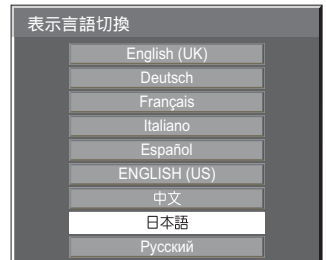 表示言語切換
English (UK)
Deutsch
Français
Italiano
Español
ENGLISH (US)
中文
日本語
Русский